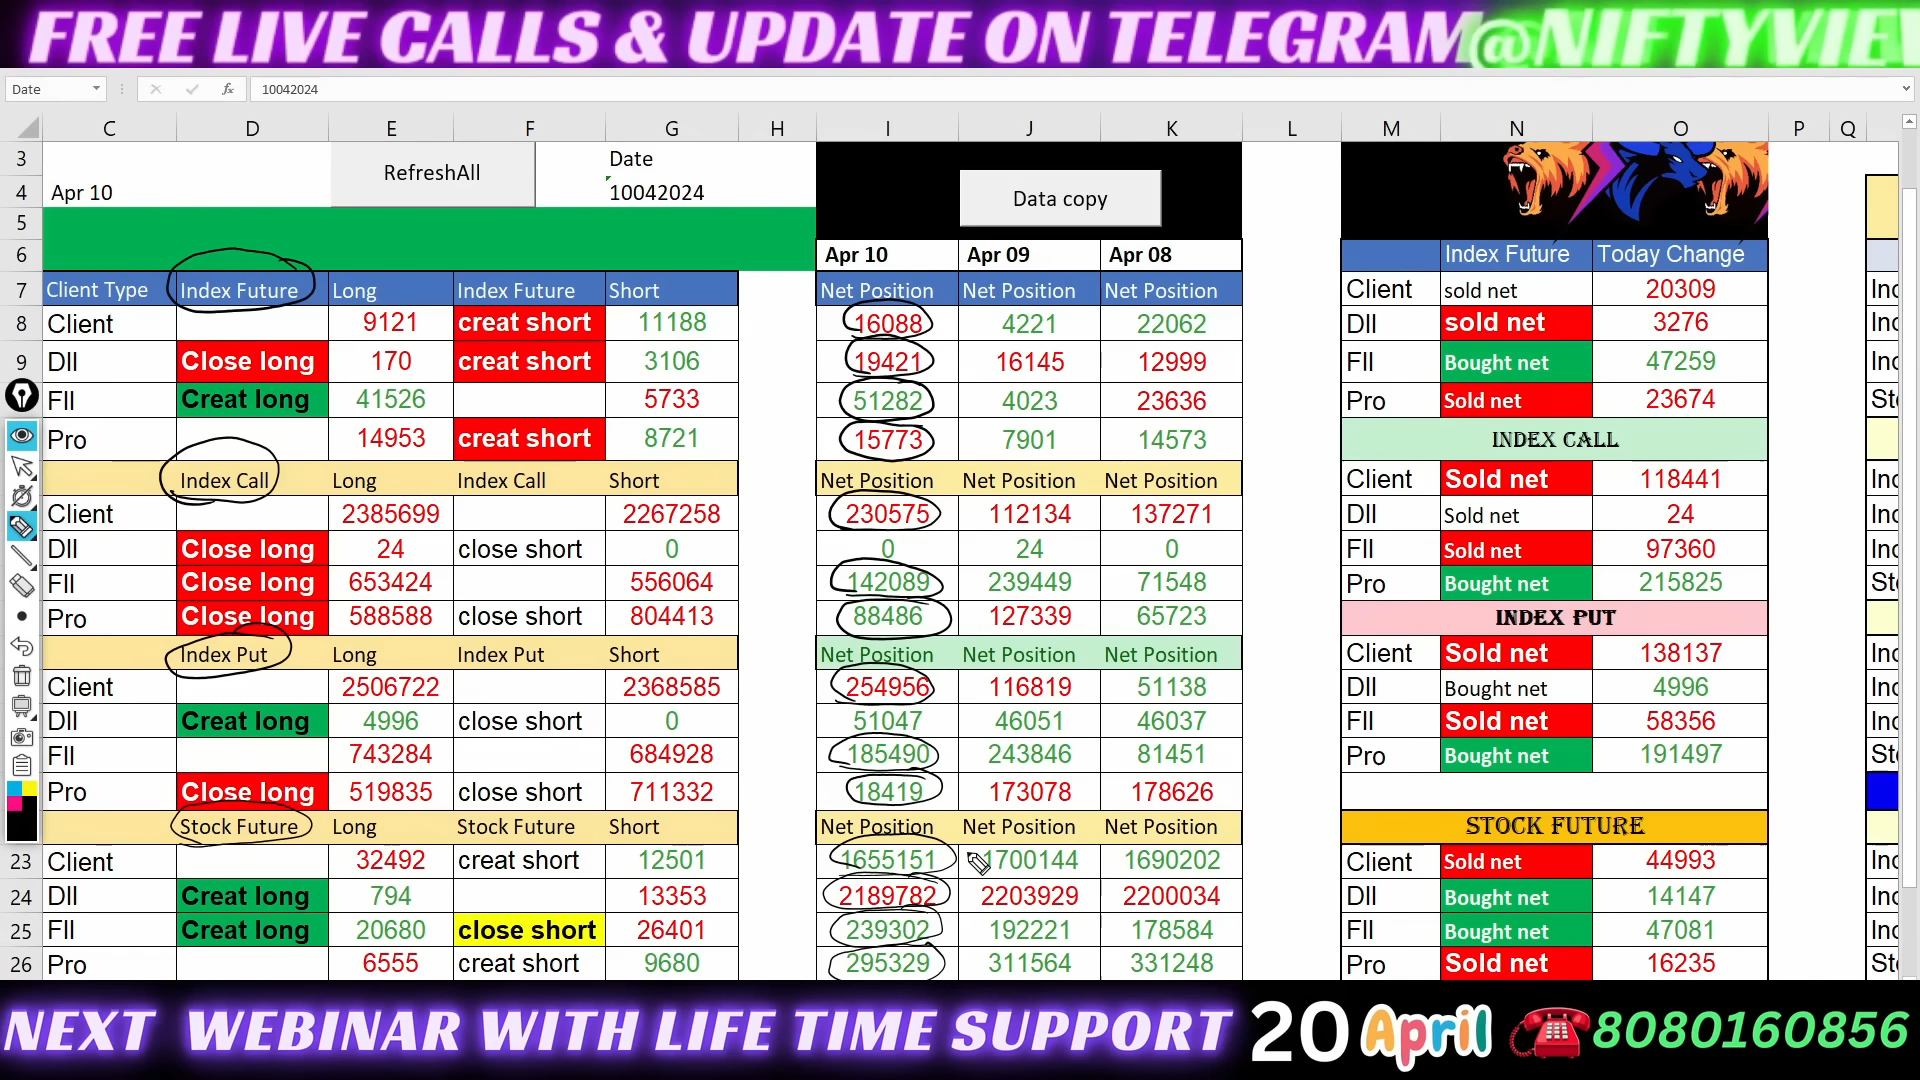 FREE LIVE CALLS & UPDATE ON TELEGRAM@NIFTYVIEW
Date 10042024
C D E F G H I J K L M N O P Q
3 RefreshAll Date
4 Apr 10 10042024 Data copy
5
6 Apr 10 Apr 09 Apr 08 Index Future Today Change
7 Client Type Index Future Long Index Future Short Net Position Net Position Net Position Client sold net 20309
8 Client 9121 creat short 11188 16088 4221 22062 DII sold net 3276
9 DII Close long 170 creat short 3106 19421 16145 12999 FII Bought net 47259
FII Creat long 41526 5733 51282 4023 23636 Pro Sold net 23674
Pro 14953 creat short 8721 15773 7901 14573 INDEX CALL
Index Call Long Index Call Short Net Position Net Position Net Position Client Sold net 118441
Client 2385699 2267258 230575 112134 137271 DII Sold net 24
DII Close long 24 close short 0 0 24 0 FII Sold net 97360
FII Close long 653424 556064 142089 239449 71548 Pro Bought net 215825
Pro Close long 588588 close short 804413 88486 127339 65723 INDEX PUT
Index Put Long Index Put Short Net Position Net Position Net Position Client Sold net 138137
Client 2506722 2368585 254956 116819 51138 DII Bought net 4996
DII Creat long 4996 close short 0 51047 46051 46037 FII Sold net 58356
FII 743284 684928 185490 243846 81451 Pro Bought net 191497
Pro Close long 519835 close short 711332 18419 173078 178626
Stock Future Long Stock Future Short Net Position Net Position Net Position STOCK FUTURE
23 Client 32492 creat short 12501 1655151 1700144 1690202 Client Sold net 44993
24 DII Creat long 794 13353 2189782 2203929 2200034 DII Bought net 14147
25 FII Creat long 20680 close short 26401 239302 192221 178584 FII Bought net 47081
26 Pro 6555 creat short 9680 295329 311564 331248 Pro Sold net 16235
NEXT WEBINAR WITH LIFE TIME SUPPORT 20 April 8080160856